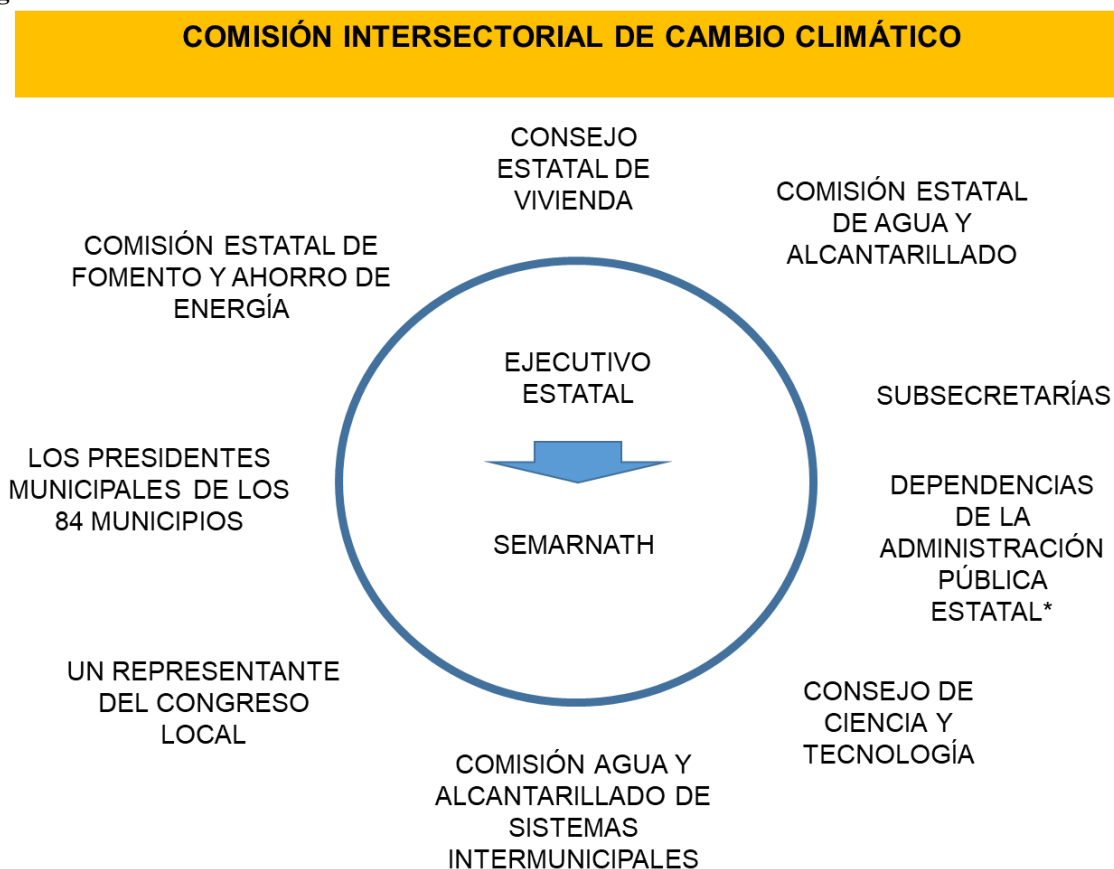 COMISIÓN INTERSECTORIAL DE CAMBIO CLIMÁTICO
CONSEJO
ESTATAL DE
VIVIENDA
COMISIÓN ESTATAL
DE AGUA Y
ALCANTARILLADO
COMISIÓN ESTATAL DE
FOMENTO Y AHORRO DE
ENERGÍA
EJECUTIVO
ESTATAL
SUBSECRETARÍAS
LOS PRESIDENTES
MUNICIPALES DE LOS
84 MUNICIPIOS
SEMARNATH
DEPENDENCIAS
DE LA
ADMINISTRACIÓN
PÚBLICA
ESTATAL*
UN REPRESENTANTE
DEL CONGRESO
LOCAL
CONSEJO DE
CIENCIA Y
TECNOLOGÍA
COMISIÓN AGUA Y
ALCANTARILLADO DE
SISTEMAS
INTERMUNICIPALES